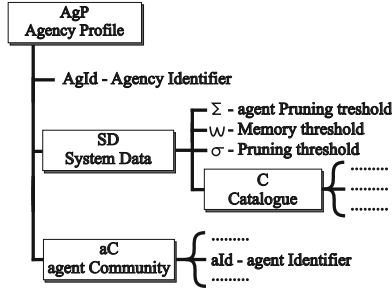 AgP
Agency Profile
AgId - Agency Identifier
SD
System Data
Σ - agent Pruning treshold
w - Memory threshold
σ - Pruning threshold
C
Catalogue
..........
..........
..........
aC
agent Community
..........
aId - agent Identifier
..........